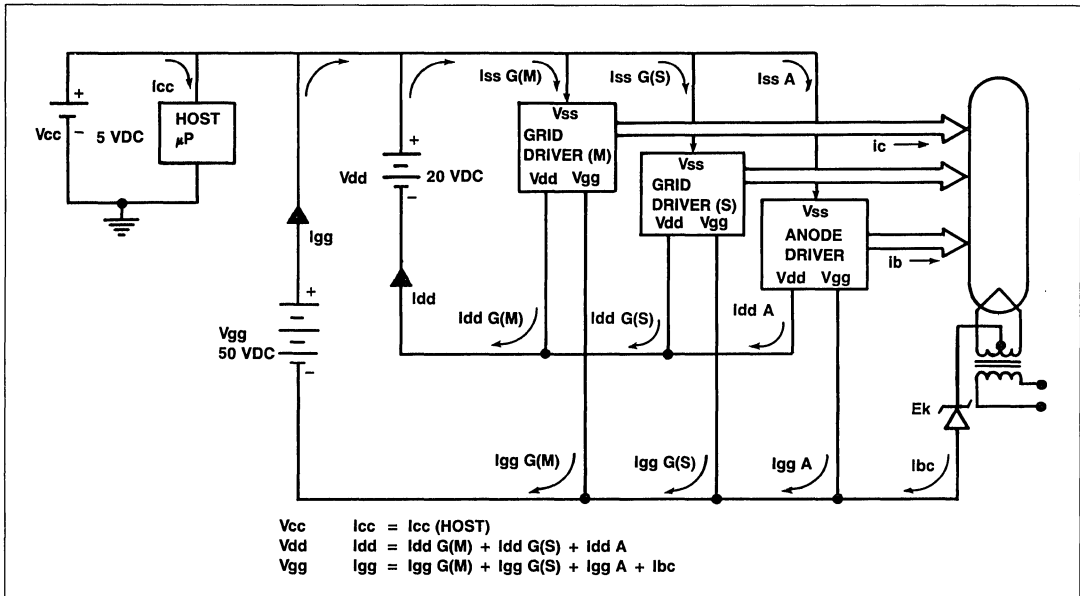 Iss G(M)
Iss G(S)
Iss A
Icc
+
Vcc
−
5 VDC
HOST
μP
Vss
GRID
DRIVER (M)
Vdd Vgg
ic
+
Vdd
20 VDC
−
Vss
GRID
DRIVER (S)
Vdd Vgg
Vss
ANODE
DRIVER
Vdd Vgg
ib
Igg
Idd
+
Vgg
50 VDC
−
Idd G(M)
Idd G(S)
Idd A
Ek
Igg G(M)
Igg G(S)
Igg A
Ibc
Vcc Icc = Icc (HOST)
Vdd Idd = Idd G(M) + Idd G(S) + Idd A
Vgg Igg = Igg G(M) + Igg G(S) + Igg A + Ibc